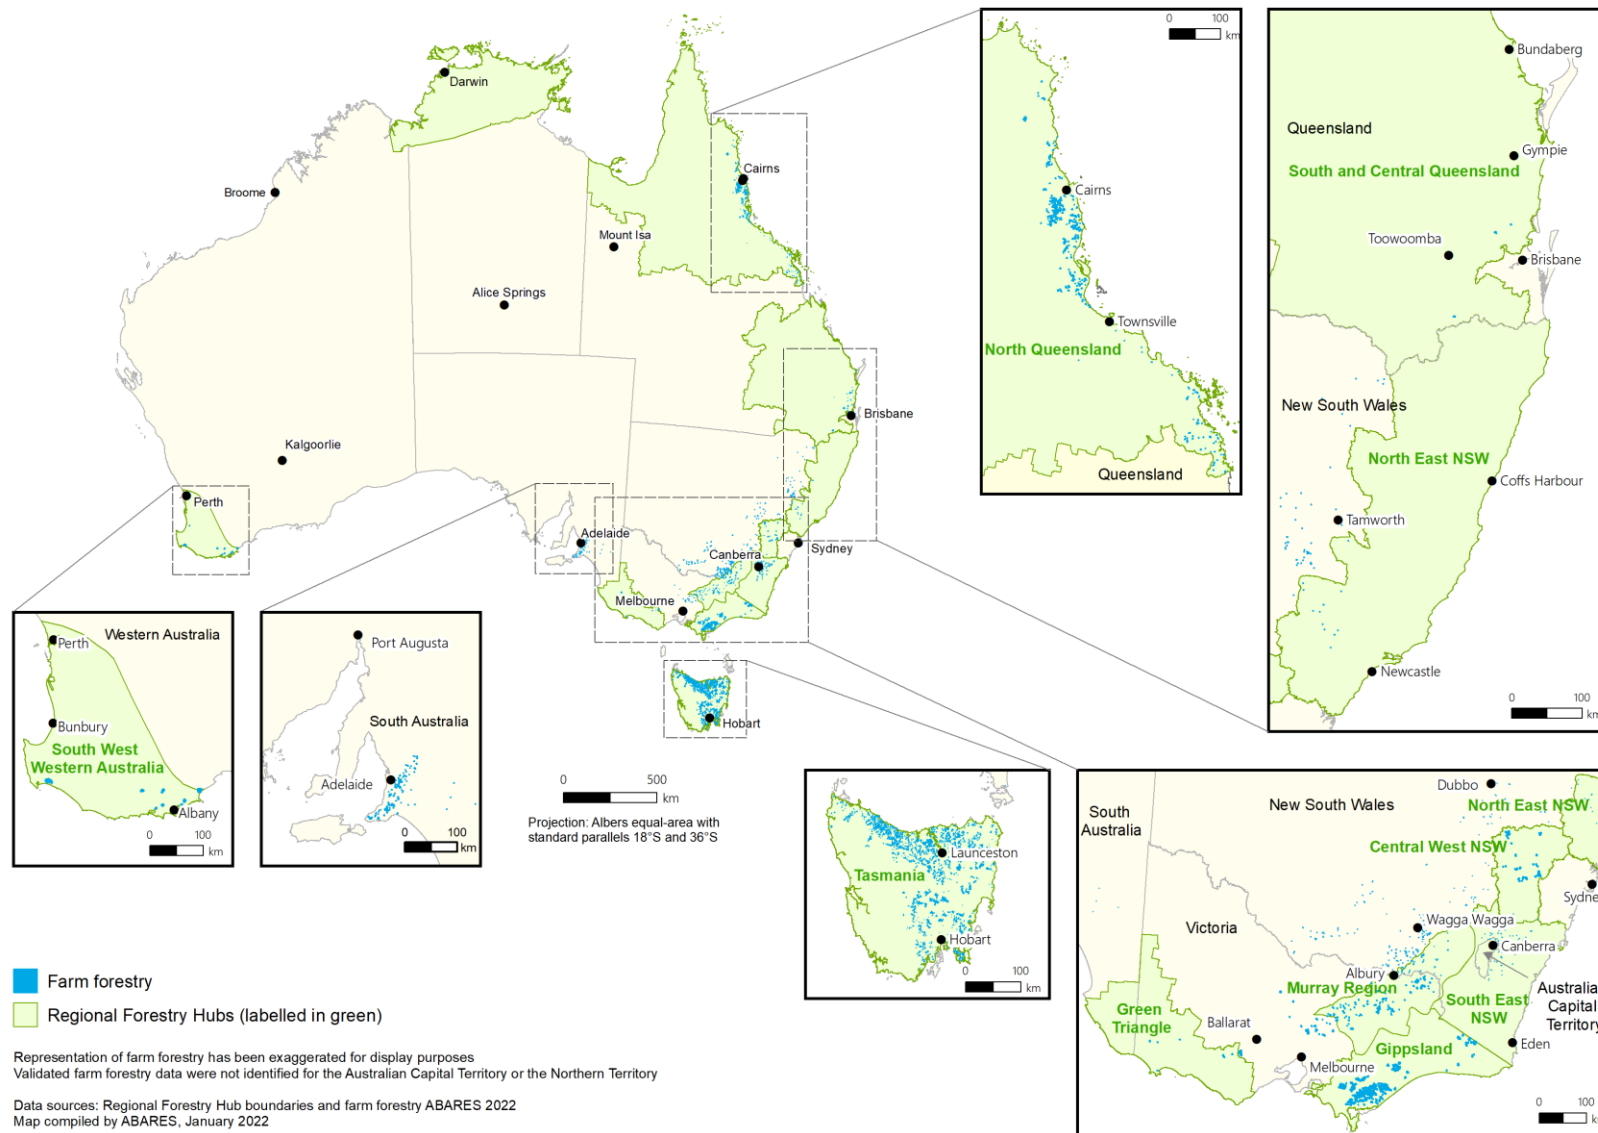 Darwin
Broome
Cairns
Mount Isa
Alice Springs
Kalgoorlie
Brisbane
Perth
Adelaide
Canberra
Sydney
Melbourne
Hobart
0 100
km
Cairns
Townsville
North Queensland
Queensland
Bundaberg
Queensland
Gympie
South and Central Queensland
Toowoomba
Brisbane
New South Wales
North East NSW
Coffs Harbour
Tamworth
Newcastle
0 100
km
Western Australia
Perth
Bunbury
South West
Western Australia
Albany
0 100
km
Port Augusta
South Australia
Adelaide
0 100
km
0 500
km
Projection: Albers equal-area with
standard parallels 18°S and 36°S
Launceston
Tasmania
Hobart
0 100
km
Dubbo
South
Australia
New South Wales
North East NSW
Central West NSW
Sydne
Wagga Wagga
Victoria
Canberra
Albury
Murray Region
Australia
Capital
Territory
Green
Triangle
South East
NSW
Ballarat
Gippsland
Eden
Melbourne
0 100
km
Farm forestry
Regional Forestry Hubs (labelled in green)
Representation of farm forestry has been exaggerated for display purposes
Validated farm forestry data were not identified for the Australian Capital Territory or the Northern Territory
Data sources: Regional Forestry Hub boundaries and farm forestry ABARES 2022
Map compiled by ABARES, January 2022